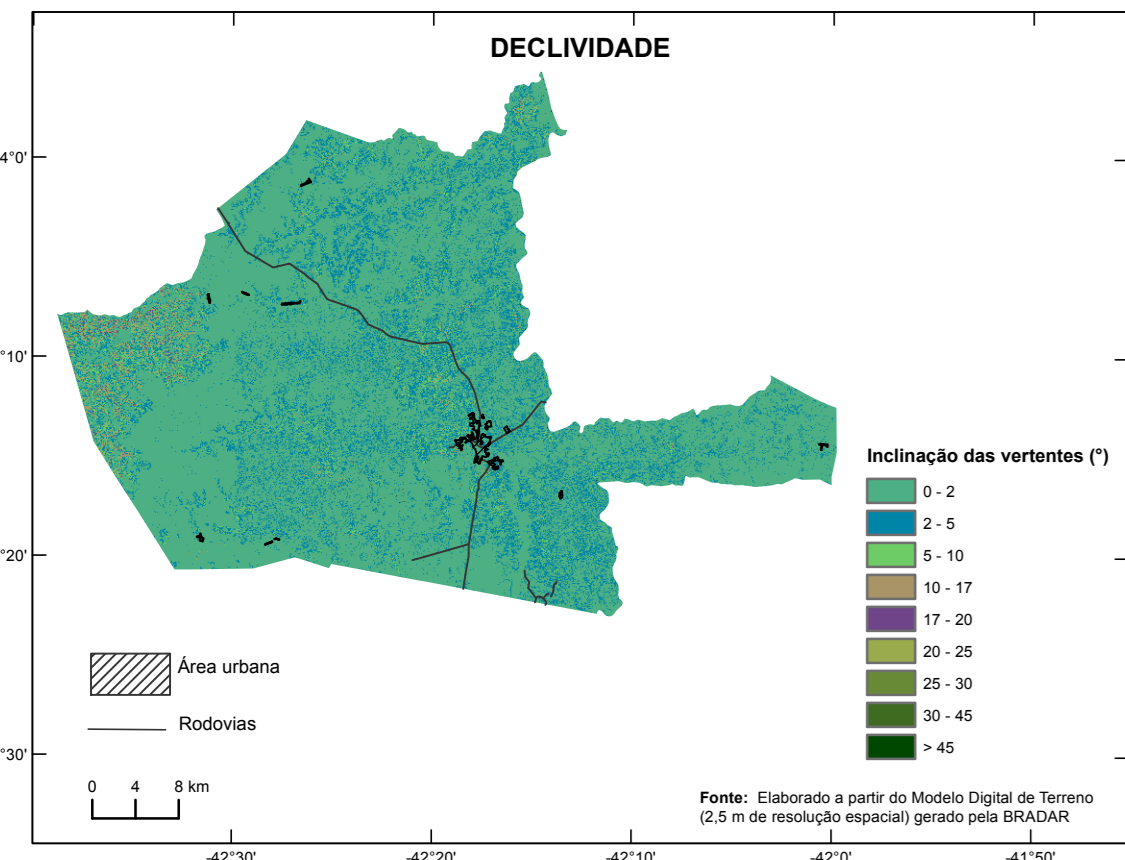 DECLIVIDADE
4°0'
°10'
°20'
°30'
Inclinação das vertentes (°)
0 - 2
2 - 5
5 - 10
10 - 17
17 - 20
20 - 25
25 - 30
30 - 45
> 45
Área urbana
Rodovias
0 4 8 km
Fonte: Elaborado a partir do Modelo Digital de Terreno
(2,5 m de resolução espacial) gerado pela BRADAR
-42°30' -42°20' -42°10' -42°0' -41°50'